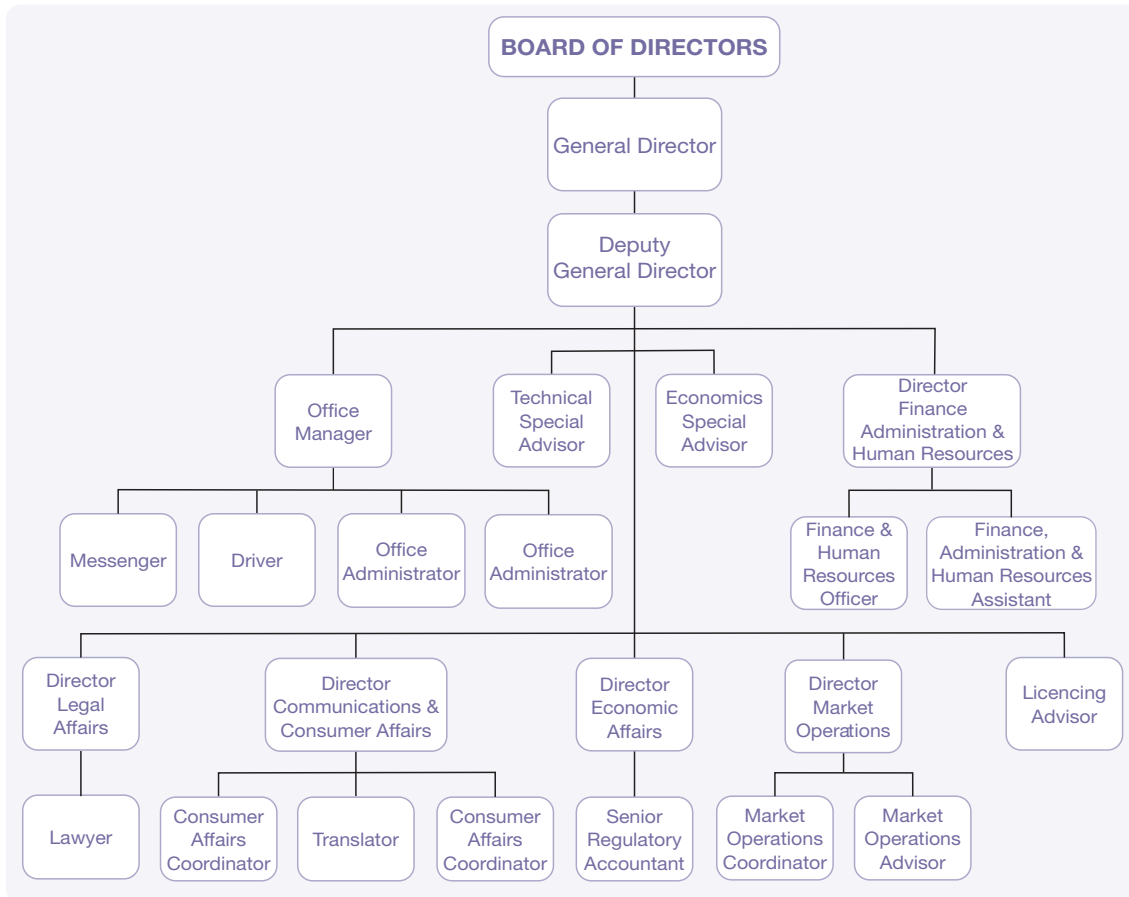 BOARD OF DIRECTORS
General Director
Deputy
General Director
Office
Manager
Technical
Special
Advisor
Economics
Special
Advisor
Director
Finance
Administration &
Human Resources
Messenger
Driver
Office
Administrator
Office
Administrator
Finance &
Human
Resources
Officer
Finance,
Administration &
Human Resources
Assistant
Director
Legal
Affairs
Director
Communications &
Consumer Affairs
Director
Economic
Affairs
Director
Market
Operations
Licencing
Advisor
Lawyer
Consumer
Affairs
Coordinator
Translator
Consumer
Affairs
Coordinator
Senior
Regulatory
Accountant
Market
Operations
Coordinator
Market
Operations
Advisor